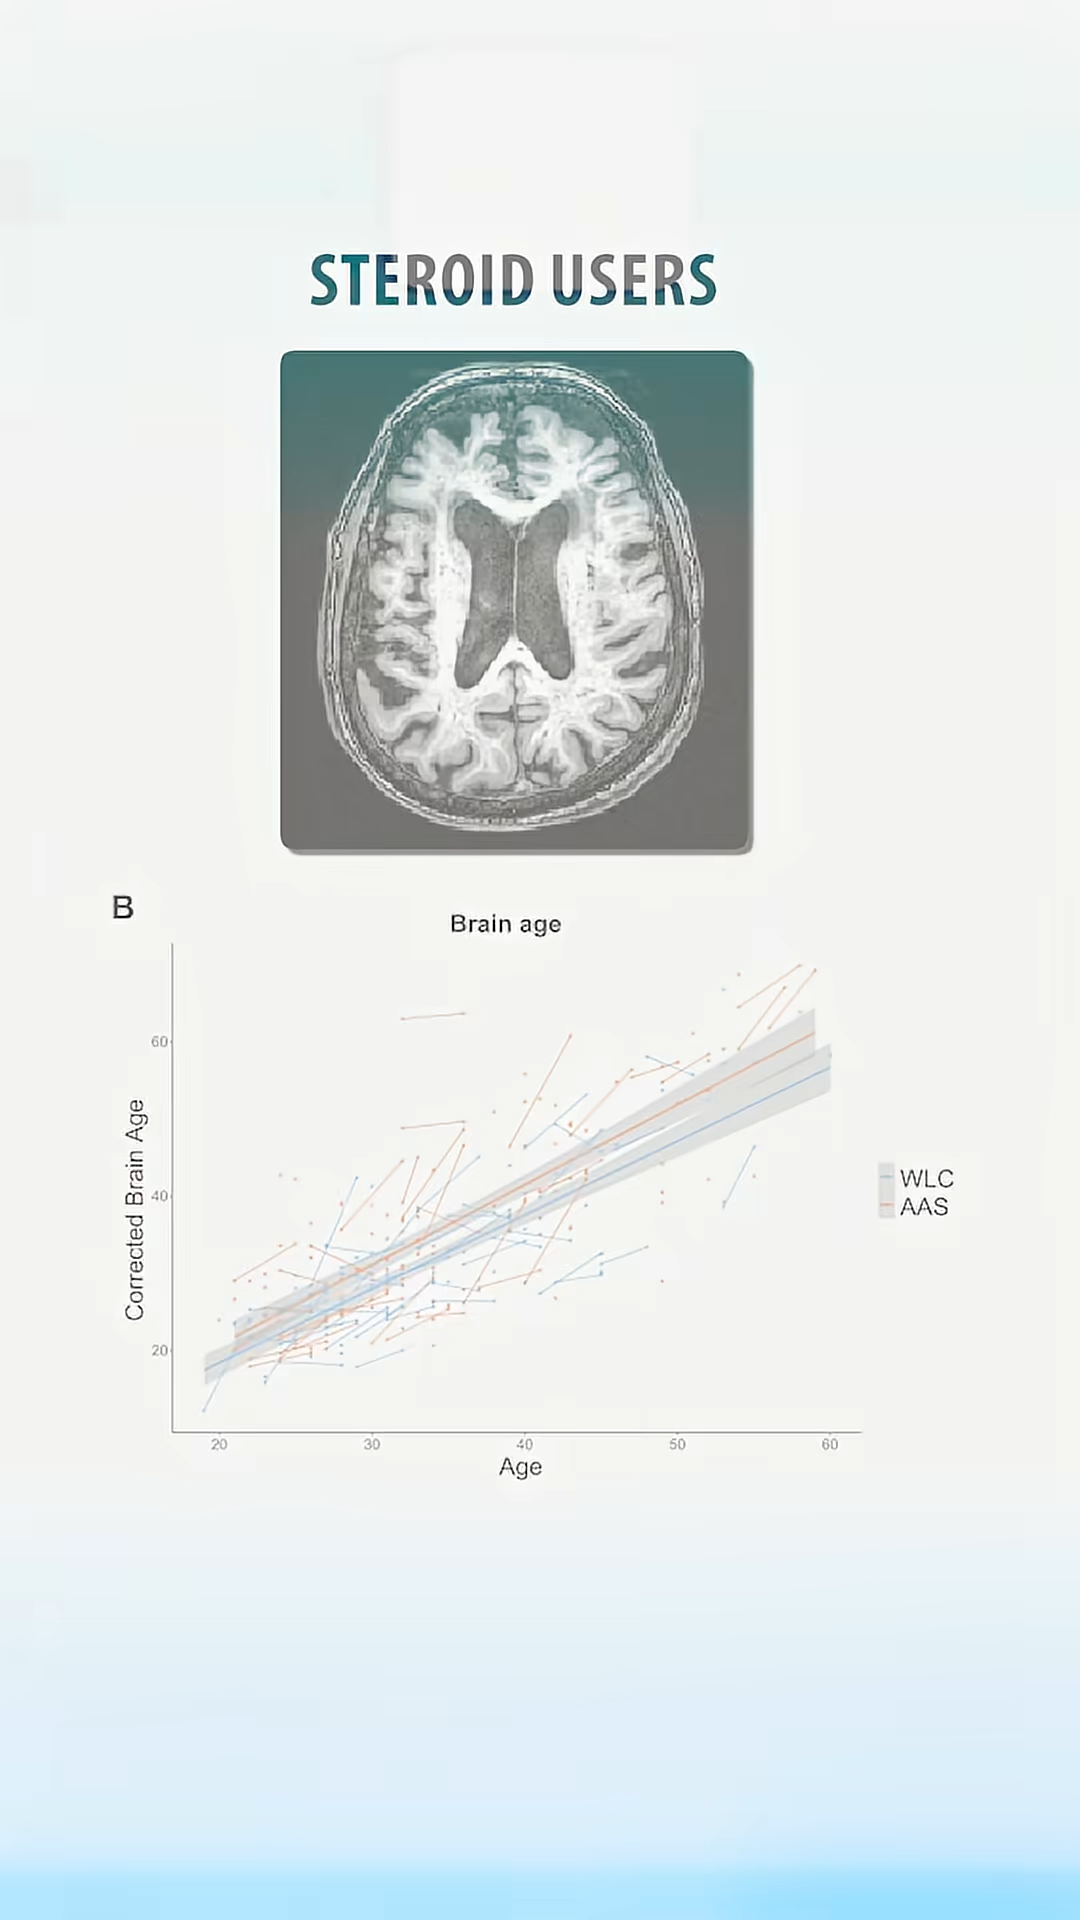 STEROID USERS
B
Brain age
Corrected Brain Age
60
40
20
20 30 40 50 60
Age
WLC
AAS